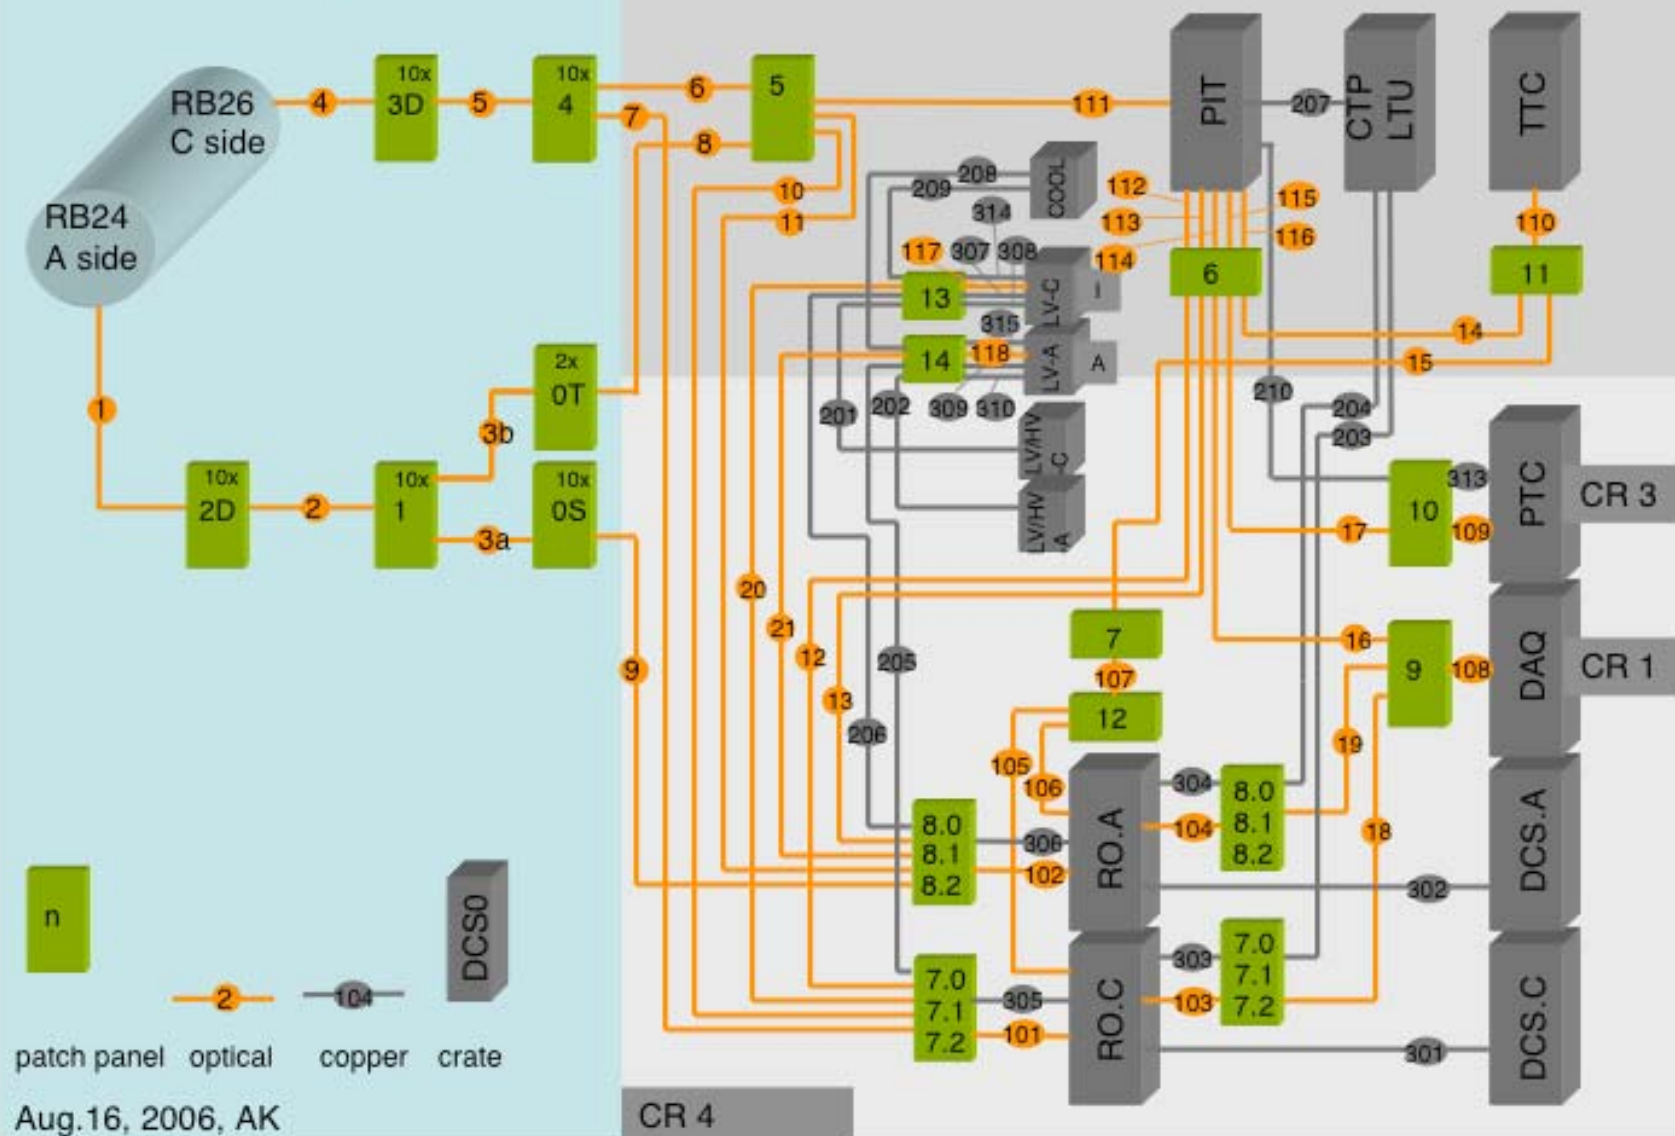 RB26
C side
RB24
A side
4
10x
3D
5
10x
4
6
7
8
5
111
PIT
207
CTP
LTU
TTC
10
11
208
209
COOL
314
112
113
114
115
116
110
117
307
308
13
LV-C
I
6
11
315
14
118
LV-A
A
14
15
201
202
309
310
210
204
203
LV/HV
-C
LV/HV
-A
1
2x
0T
3b
10x
2D
2
10x
1
3a
10x
0S
10
313
17
109
PTC
CR 3
20
21
12
13
9
205
206
7
107
12
16
9
108
DAQ
CR 1
105
106
19
18
8.0
8.1
8.2
306
102
RO.A
304
104
8.0
8.1
8.2
302
DCS.A
7.0
7.1
7.2
305
101
RO.C
303
103
7.0
7.1
7.2
301
DCS.C
n
2
104
DCS0
patch panel optical copper crate
Aug.16, 2006, AK
CR 4